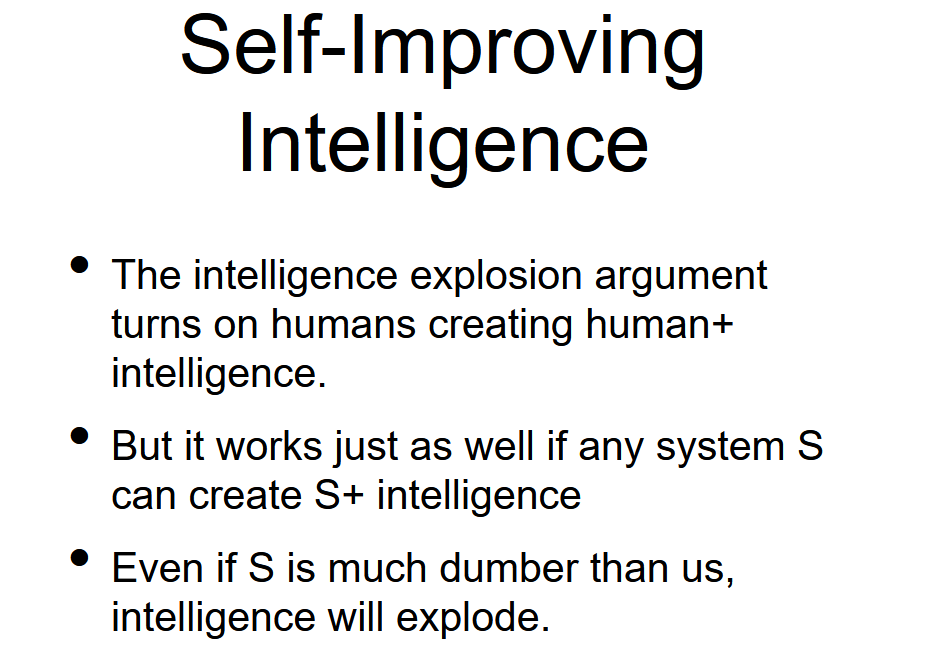 Self-Improving
Intelligence
• The intelligence explosion argument
turns on humans creating human+
intelligence.
• But it works just as well if any system S
can create S+ intelligence
• Even if S is much dumber than us,
intelligence will explode.